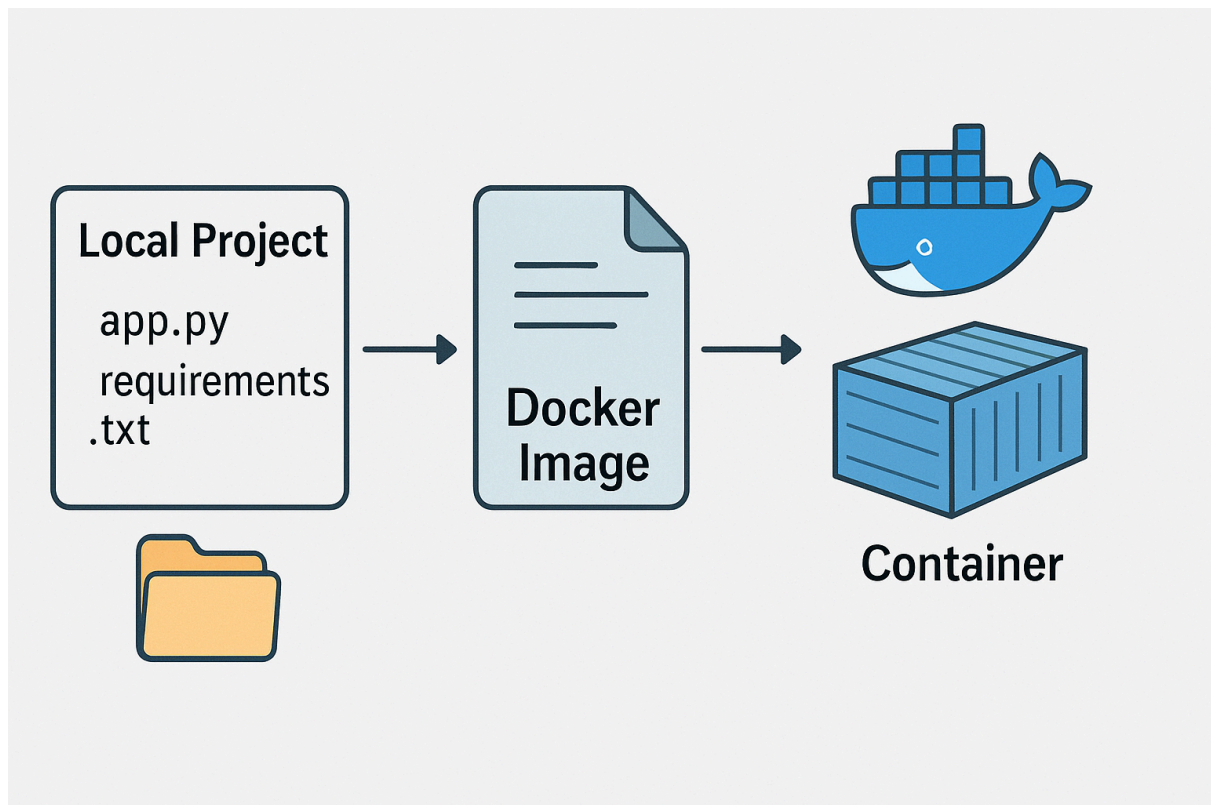 Local Project
app.py
requirements
.txt
Docker
Image
Container